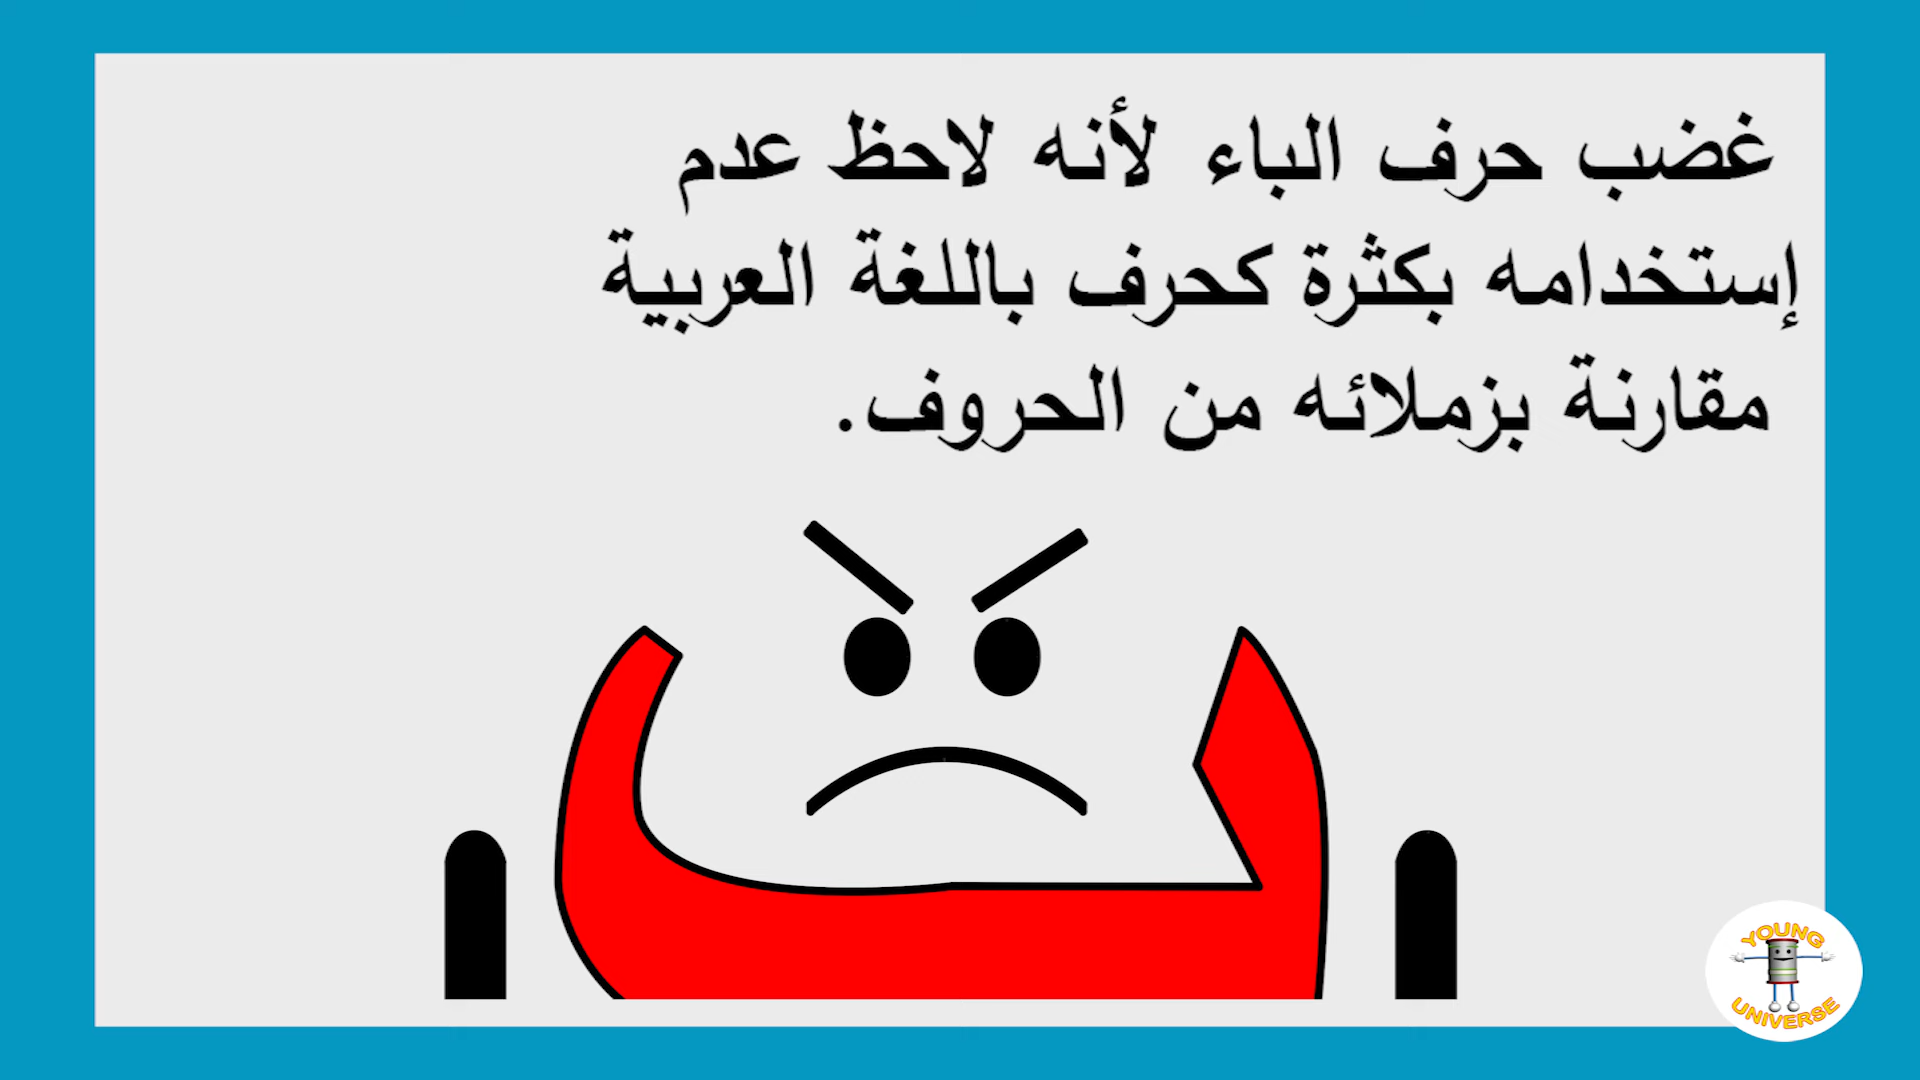 غضب حرف الباء لأنه لاحظ عدم
إستخدامه بكثرة كحرف باللغة العربية
مقارنة بزملائه من الحروف.
YOUNG
UNIVERSE